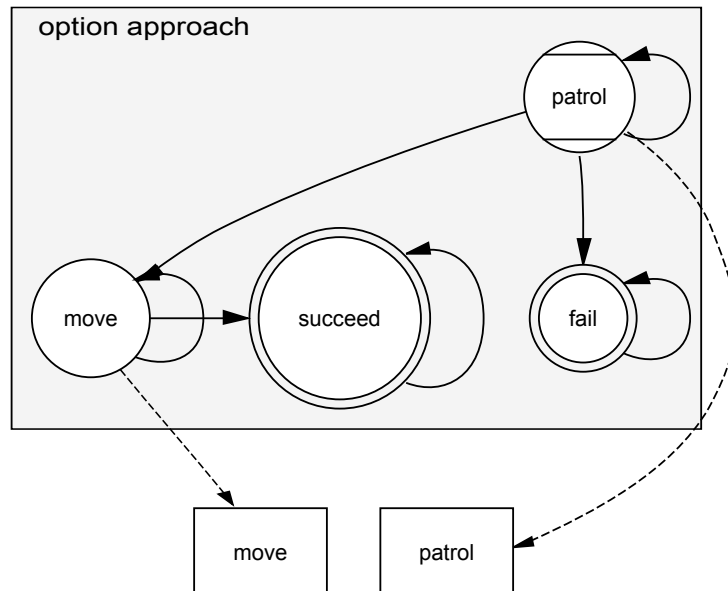 option approach
patrol
move
succeed
fail
move
patrol